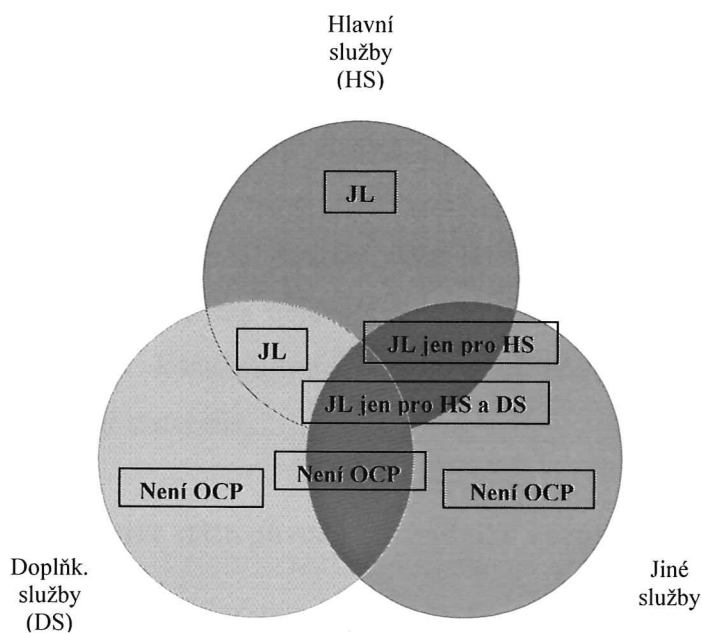 Hlavní
služby
(HS)
JL
JL
JL jen pro HS
JL jen pro HS a DS
Není OCP
Není OCP
Není OCP
Doplňk.
služby
(DS)
Jiné
služby